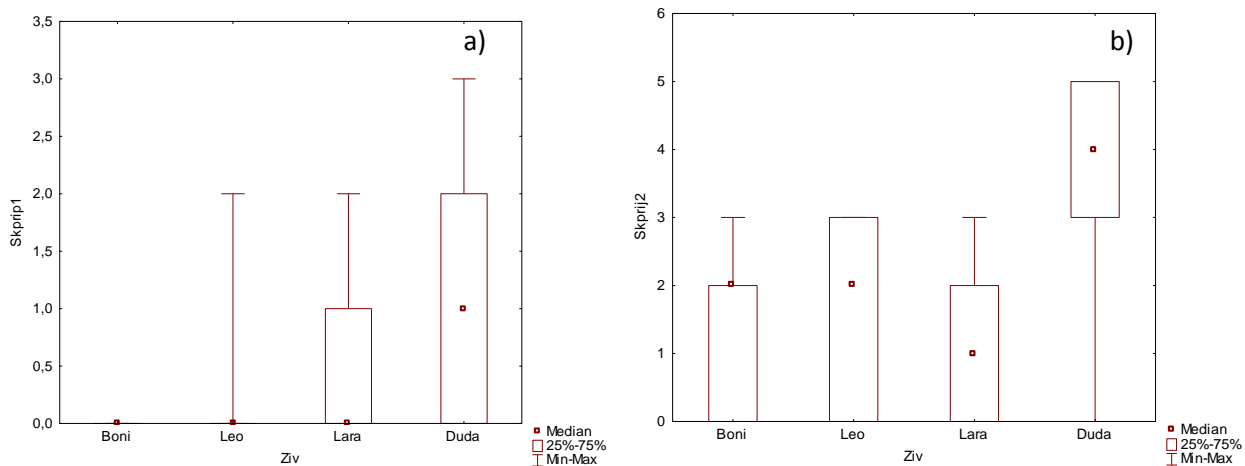 a)
Skprip1
3,5
3,0
2,5
2,0
1,5
1,0
0,5
0,0
Boni Leo Lara Duda
Ziv
Median
25%-75%
Min-Max
b)
Skprij2
6
5
4
3
2
1
0
Boni Leo Lara Duda
Ziv
Median
25%-75%
Min-Max